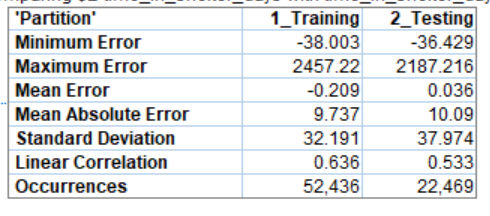 'Partition' 1_Training 2_Testing
Minimum Error -38.003 -36.429
Maximum Error 2457.22 2187.216
Mean Error -0.209 0.036
Mean Absolute Error 9.737 10.09
Standard Deviation 32.191 37.974
Linear Correlation 0.636 0.533
Occurrences 52,436 22,469